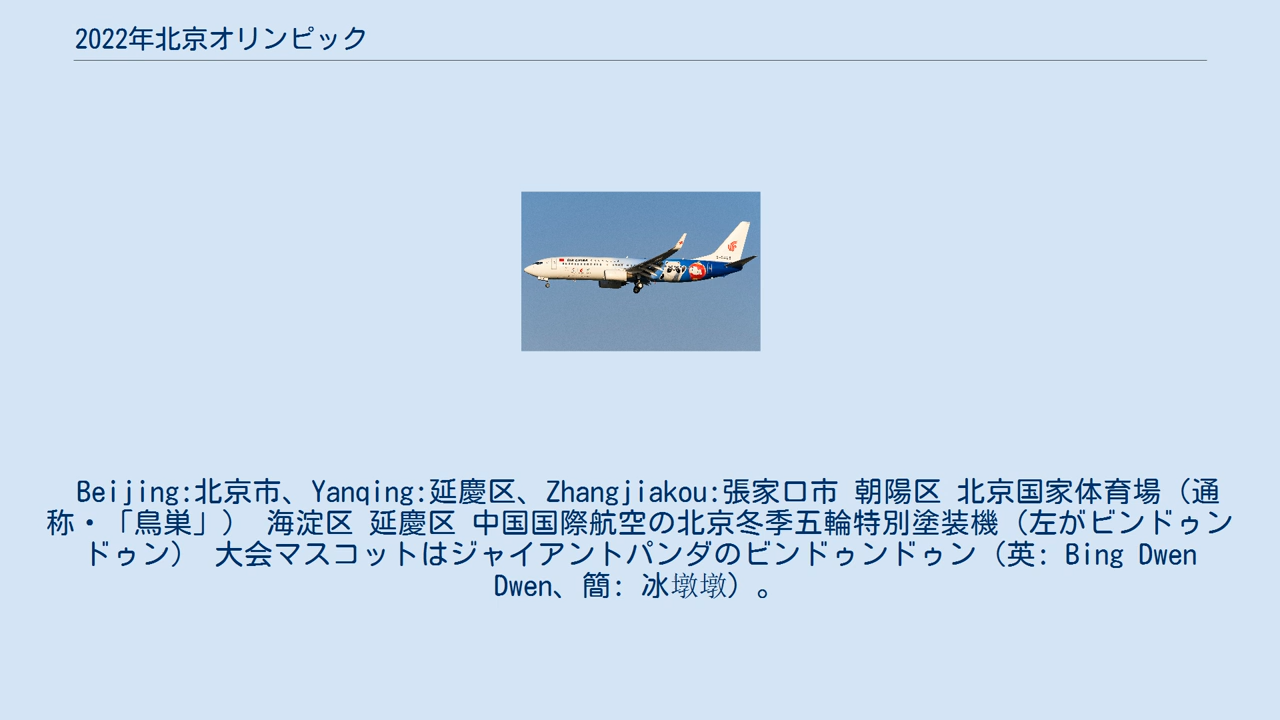 2022年北京オリンピック
AIR CHINA
Beijing:北京市、Yanqing:延慶区、Zhangjiakou:張家口市 朝陽区 北京国家体育場（通
称・「鳥巣」） 海淀区 延慶区 中国国際航空の北京冬季五輪特別塗装機（左がビンドゥン
ドゥン） 大会マスコットはジャイアントパンダのビンドゥンドゥン（英: Bing Dwen
Dwen、簡: 冰墩墩）。